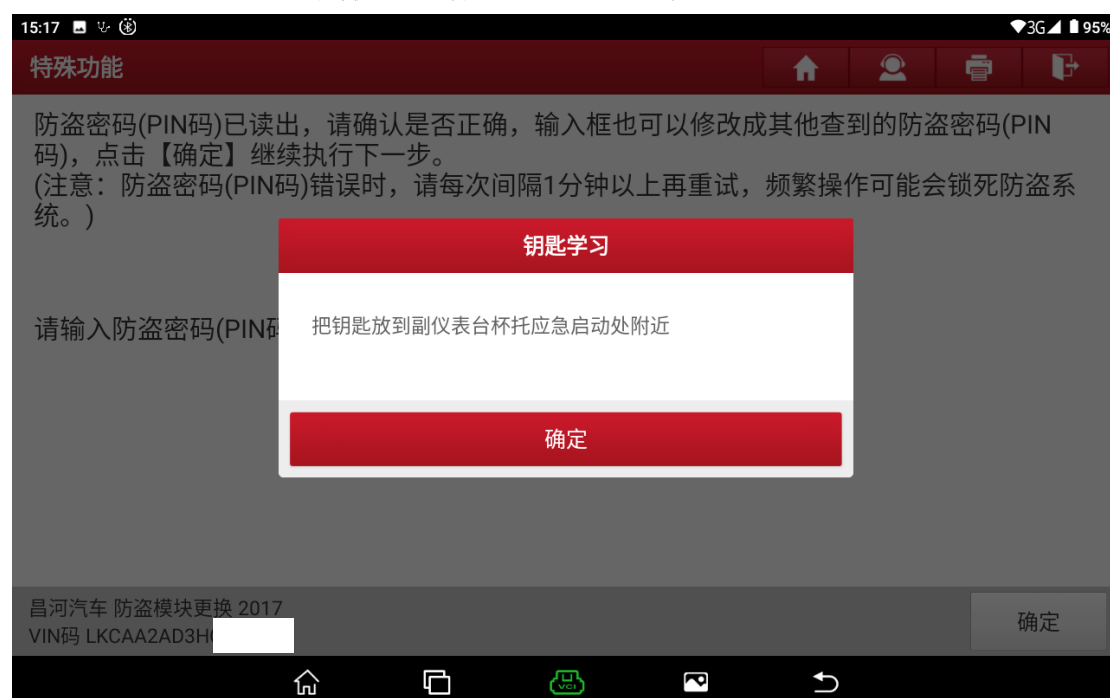 15:17
3G 95%
特殊功能
防盗密码(PIN码)已读出，请确认是否正确，输入框也可以修改成其他查到的防盗密码(PIN
码)，点击【确定】继续执行下一步。
(注意：防盗密码(PIN码)错误时，请每次间隔1分钟以上再重试，频繁操作可能会锁死防盗系
统。)
钥匙学习
请输入防盗密码(PIN
把钥匙放到副仪表台杯托应急启动处附近
确定
昌河汽车 防盗模块更换 2017
VIN码 LKCAA2AD3H
确定
VCI